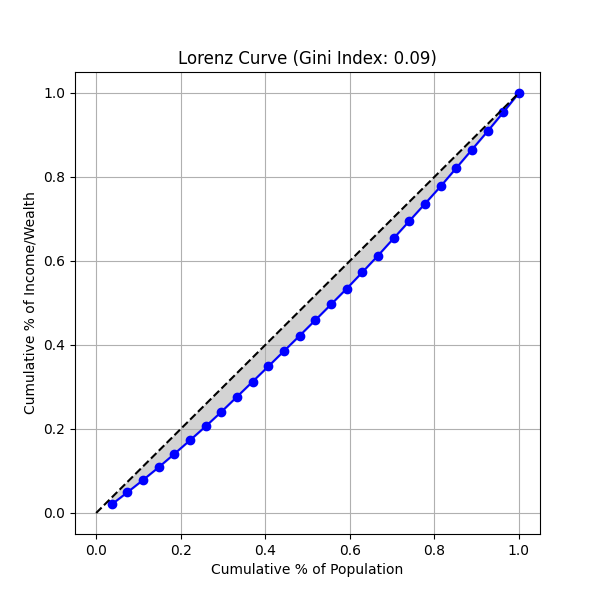 Lorenz Curve (Gini Index: 0.09)
1.0
0.8
0.6
0.4
0.2
0.0
Cumulative % of Income/Wealth
0.0 0.2 0.4 0.6 0.8 1.0
Cumulative % of Population